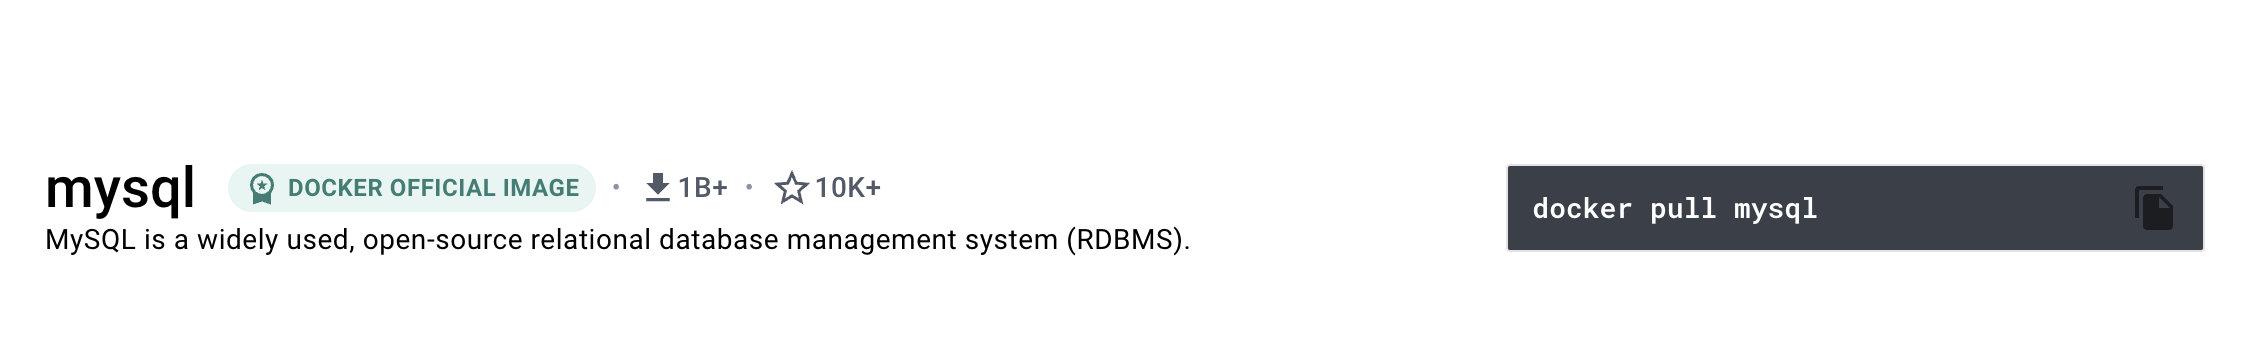 mysql DOCKER OFFICIAL IMAGE · 1B+ · 10K+
MySQL is a widely used, open-source relational database management system (RDBMS).
docker pull mysql